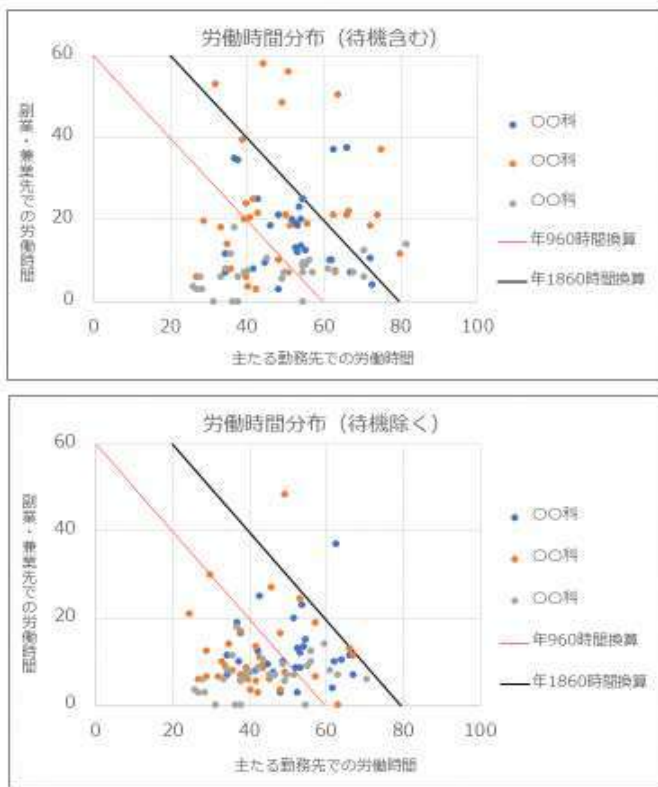 労働時間分布（待機含む）
副業・兼業先での労働時間
60
40
20
0
0 20 40 60 80 100
主たる勤務先での労働時間
〇〇科
〇〇科
〇〇科
年960時間換算
年1860時間換算
労働時間分布（待機除く）
副業・兼業先での労働時間
60
40
20
0
0 20 40 60 80 100
主たる勤務先での労働時間
〇〇科
〇〇科
〇〇科
年960時間換算
年1860時間換算